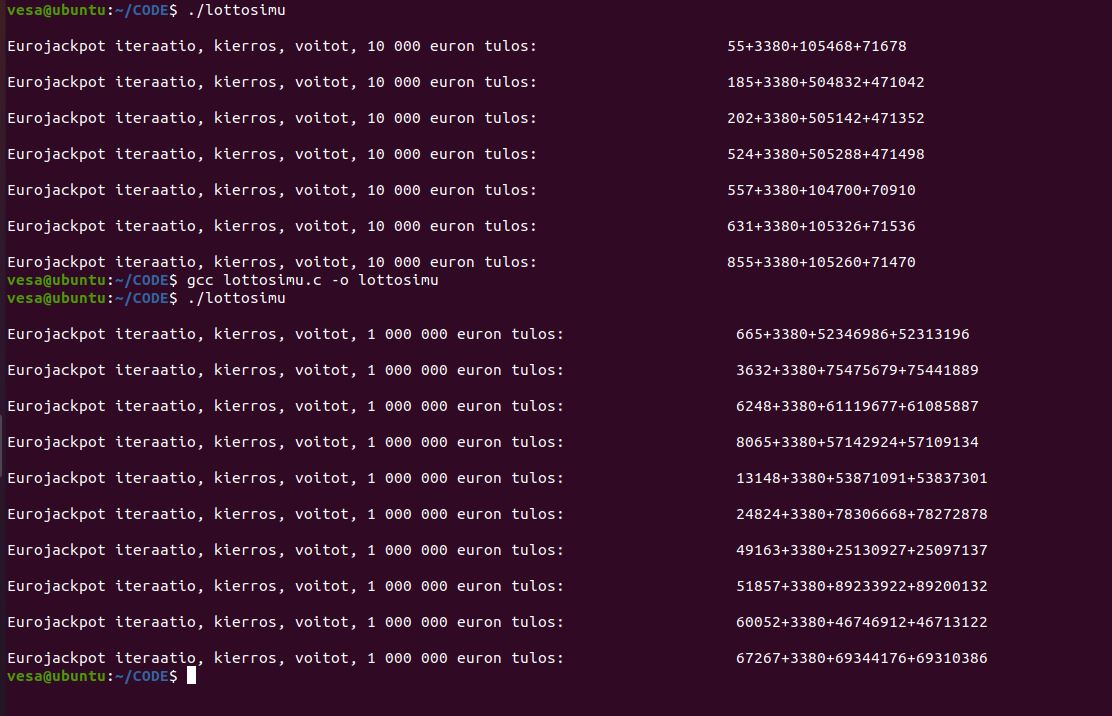 vesa@ubuntu:~/CODE$ ./lottosimu
Eurojackpot iteraatio, kierros, voitot, 10 000 euron tulos: 55+3380+105468+71678
Eurojackpot iteraatio, kierros, voitot, 10 000 euron tulos: 185+3380+504832+471042
Eurojackpot iteraatio, kierros, voitot, 10 000 euron tulos: 202+3380+505142+471352
Eurojackpot iteraatio, kierros, voitot, 10 000 euron tulos: 524+3380+505288+471498
Eurojackpot iteraatio, kierros, voitot, 10 000 euron tulos: 557+3380+104700+70910
Eurojackpot iteraatio, kierros, voitot, 10 000 euron tulos: 631+3380+105326+71536
Eurojackpot iteraatio, kierros, voitot, 10 000 euron tulos: 855+3380+105260+71470
vesa@ubuntu:~/CODE$ gcc lottosimu.c -o lottosimu
vesa@ubuntu:~/CODE$ ./lottosimu
Eurojackpot iteraatio, kierros, voitot, 1 000 000 euron tulos: 665+3380+52346986+52313196
Eurojackpot iteraatio, kierros, voitot, 1 000 000 euron tulos: 3632+3380+75475679+75441889
Eurojackpot iteraatio, kierros, voitot, 1 000 000 euron tulos: 6248+3380+61119677+61085887
Eurojackpot iteraatio, kierros, voitot, 1 000 000 euron tulos: 8065+3380+57142924+57109134
Eurojackpot iteraatio, kierros, voitot, 1 000 000 euron tulos: 13148+3380+53871091+53837301
Eurojackpot iteraatio, kierros, voitot, 1 000 000 euron tulos: 24824+3380+78306668+78272878
Eurojackpot iteraatio, kierros, voitot, 1 000 000 euron tulos: 49163+3380+25130927+25097137
Eurojackpot iteraatio, kierros, voitot, 1 000 000 euron tulos: 51857+3380+89233922+89200132
Eurojackpot iteraatio, kierros, voitot, 1 000 000 euron tulos: 60052+3380+46746912+46713122
Eurojackpot iteraatio, kierros, voitot, 1 000 000 euron tulos: 67267+3380+69344176+69310386
vesa@ubuntu:~/CODE$